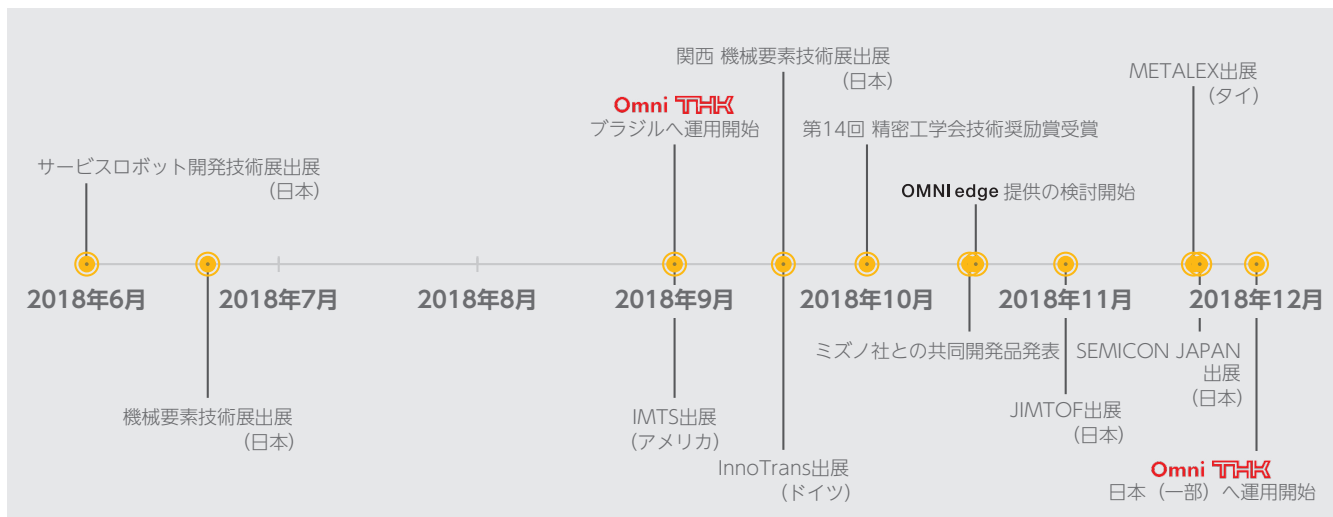 関西 機械要素技術展出展
(日本)
METALEX出展
(タイ)
Omni THK
ブラジルへ運用開始
第14回 精密工学会技術奨励賞受賞
サービスロボット開発技術展出展
(日本)
OMNI edge 提供の検討開始
2018年6月
2018年7月
2018年8月
2018年9月
2018年10月
2018年11月
2018年12月
ミズノ社との共同開発品発表
SEMICON JAPAN
出展
(日本)
機械要素技術展出展
(日本)
IMTS出展
(アメリカ)
JIMTOF出展
(日本)
InnoTrans出展
(ドイツ)
Omni THK
日本（一部）へ運用開始